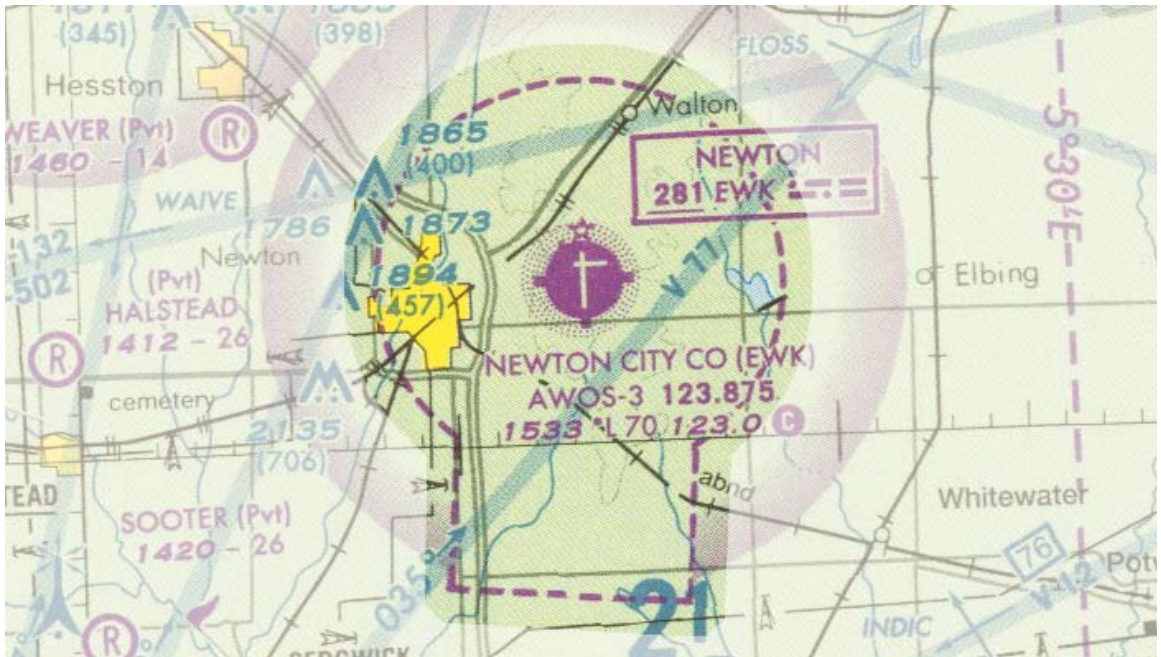 (345)
(398)
FLOSS
Hesston
WEAVER (Pvt)
1460 - 14
R
1865
(400)
Walton
NEWTON
281 EWK
5°30'E
WAIVE
1786
1873
-132
-502
Newton
1894
(457)
V 77
Elbing
(Pvt)
HALSTEAD
1412 - 26
R
NEWTON CITY CO (EWK)
AWOS-3 123.875
1533 *L 70 123.0 C
cemetery
2135
(706)
abnd
TEAD
Whitewater
SOOTER (Pvt)
1420 - 26
035°
76
V 12
21
INDIC
R
SEDGWICK